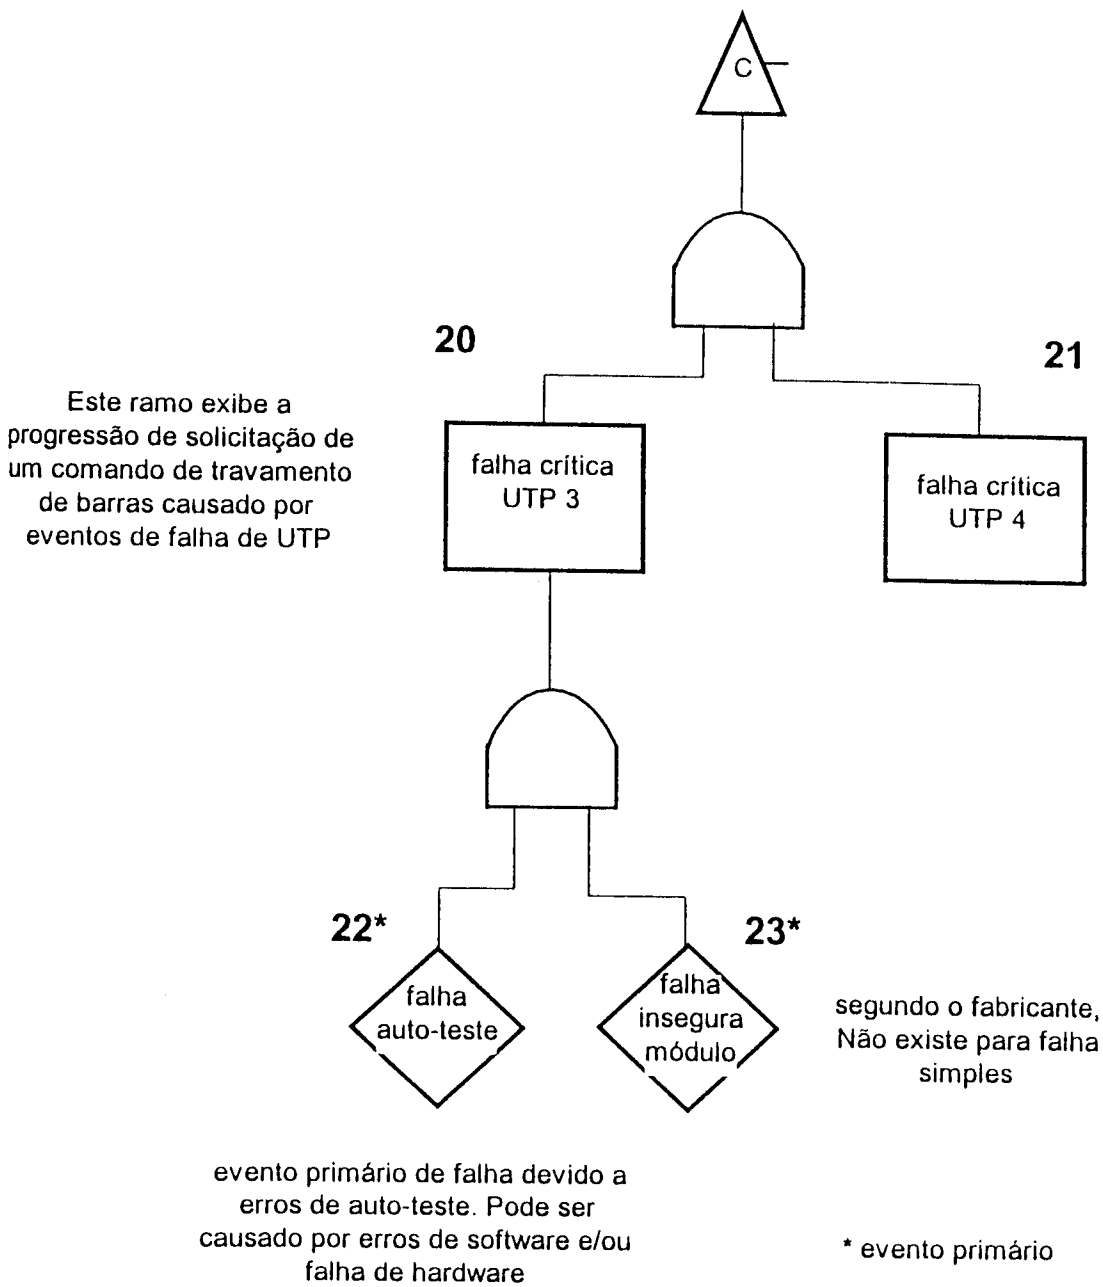 C
20
21
Este ramo exibe a
progressão de solicitação de
um comando de travamento
de barras causado por
eventos de falha de UTP
falha crítica
UTP 3
falha crítica
UTP 4
22*
23*
falha
auto-teste
falha
insegura
módulo
segundo o fabricante,
Não existe para falha
simples
evento primário de falha devido a
erros de auto-teste. Pode ser
causado por erros de software e/ou
falha de hardware
* evento primário